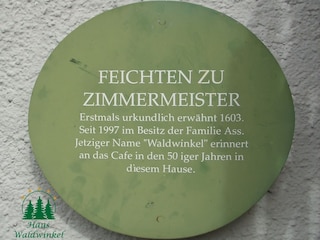 FEICHTEN ZU
ZIMMERMEISTER
Erstmals urkundlich erwähnt 1603.
Seit 1997 im Besitz der Familie Ass.
Jetziger Name "Waldwinkel" erinnert
an das Cafe in den 50 iger Jahren in
diesem Hause.
Haus
Waldwinkel